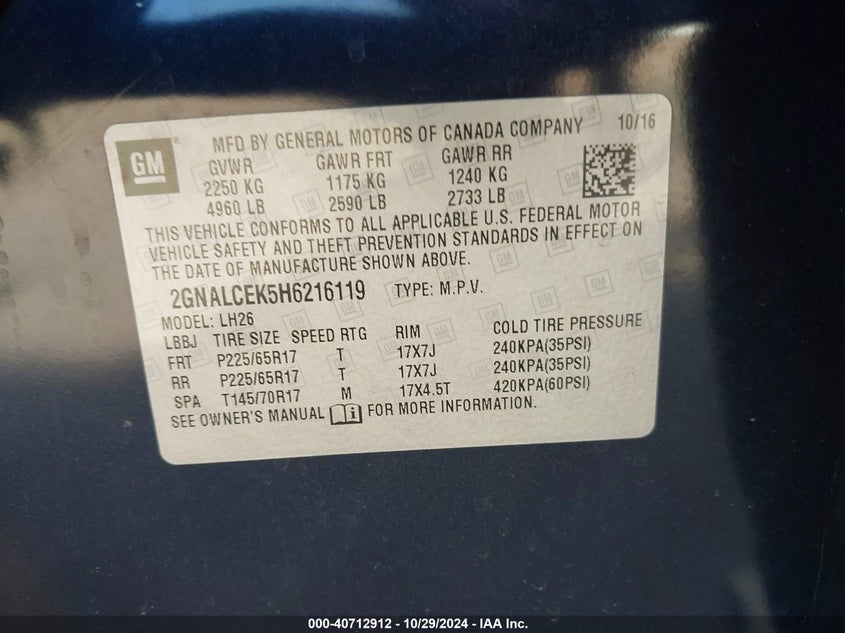 GM
MFD BY GENERAL MOTORS OF CANADA COMPANY 10/16
GVWR GAWR FRT GAWR RR
2250 KG 1175 KG 1240 KG
4960 LB 2590 LB 2733 LB
THIS VEHICLE CONFORMS TO ALL APPLICABLE U.S. FEDERAL MOTOR
VEHICLE SAFETY AND THEFT PREVENTION STANDARDS IN EFFECT ON
THE DATE OF MANUFACTURE SHOWN ABOVE.
2GNALCEK5H6216119 TYPE: M.P.V.
MODEL: LH26
LBBJ TIRE SIZE SPEED RTG RIM COLD TIRE PRESSURE
FRT P225/65R17 T 17X7J 240KPA(35PSI)
RR P225/65R17 T 17X7J 240KPA(35PSI)
SPA T145/70R17 M 17X4.5T 420KPA(60PSI)
SEE OWNER'S MANUAL FOR MORE INFORMATION.
000-40712912 - 10/29/2024 - IAA Inc.